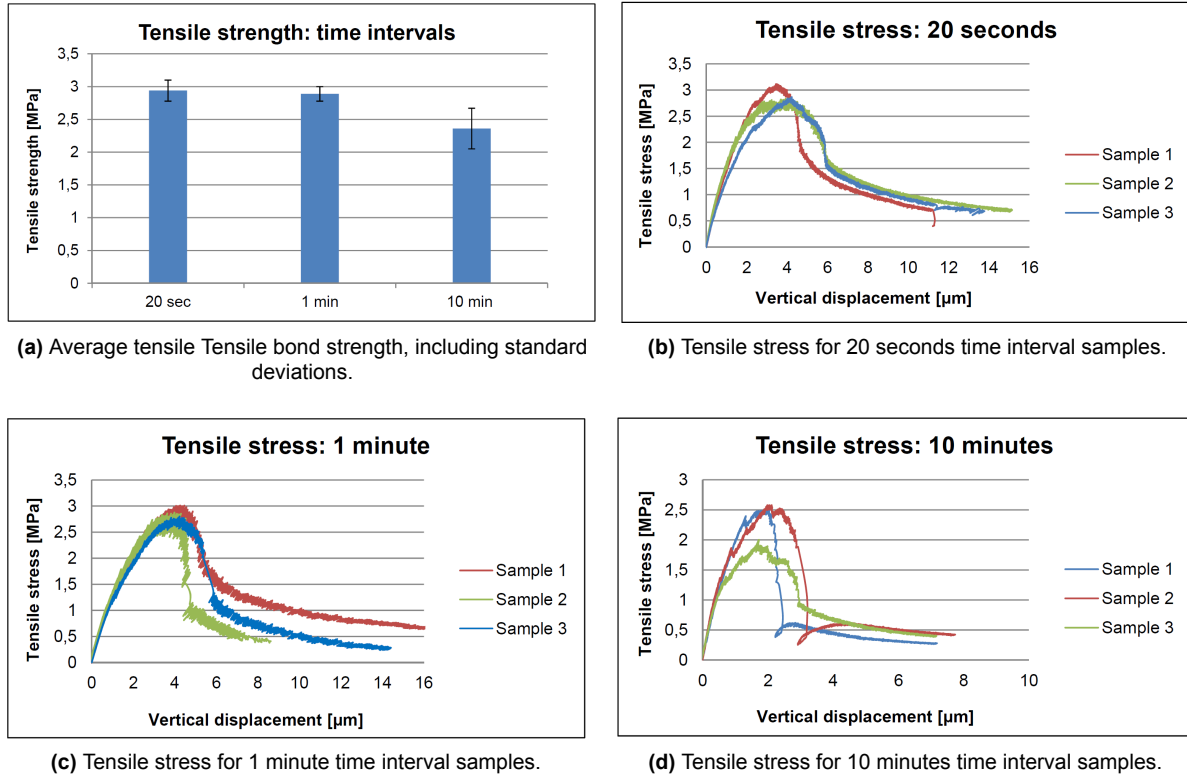 Tensile strength: time intervals
Tensile strength [MPa]
3,5
3
2,5
2
1,5
1
0,5
0
20 sec 1 min 10 min
(a) Average tensile Tensile bond strength, including standard
deviations.
Tensile stress: 20 seconds
Tensile stress [MPa]
3,5
3
2,5
2
1,5
1
0,5
0
0 2 4 6 8 10 12 14 16
Vertical displacement [µm]
Sample 1
Sample 2
Sample 3
(b) Tensile stress for 20 seconds time interval samples.
Tensile stress: 1 minute
Tensile stress [MPa]
3,5
3
2,5
2
1,5
1
0,5
0
0 2 4 6 8 10 12 14 16
Vertical displacement [µm]
Sample 1
Sample 2
Sample 3
(c) Tensile stress for 1 minute time interval samples.
Tensile stress: 10 minutes
Tensile stress [MPa]
3
2,5
2
1,5
1
0,5
0
0 2 4 6 8 10
Vertical displacement [µm]
Sample 1
Sample 2
Sample 3
(d) Tensile stress for 10 minutes time interval samples.